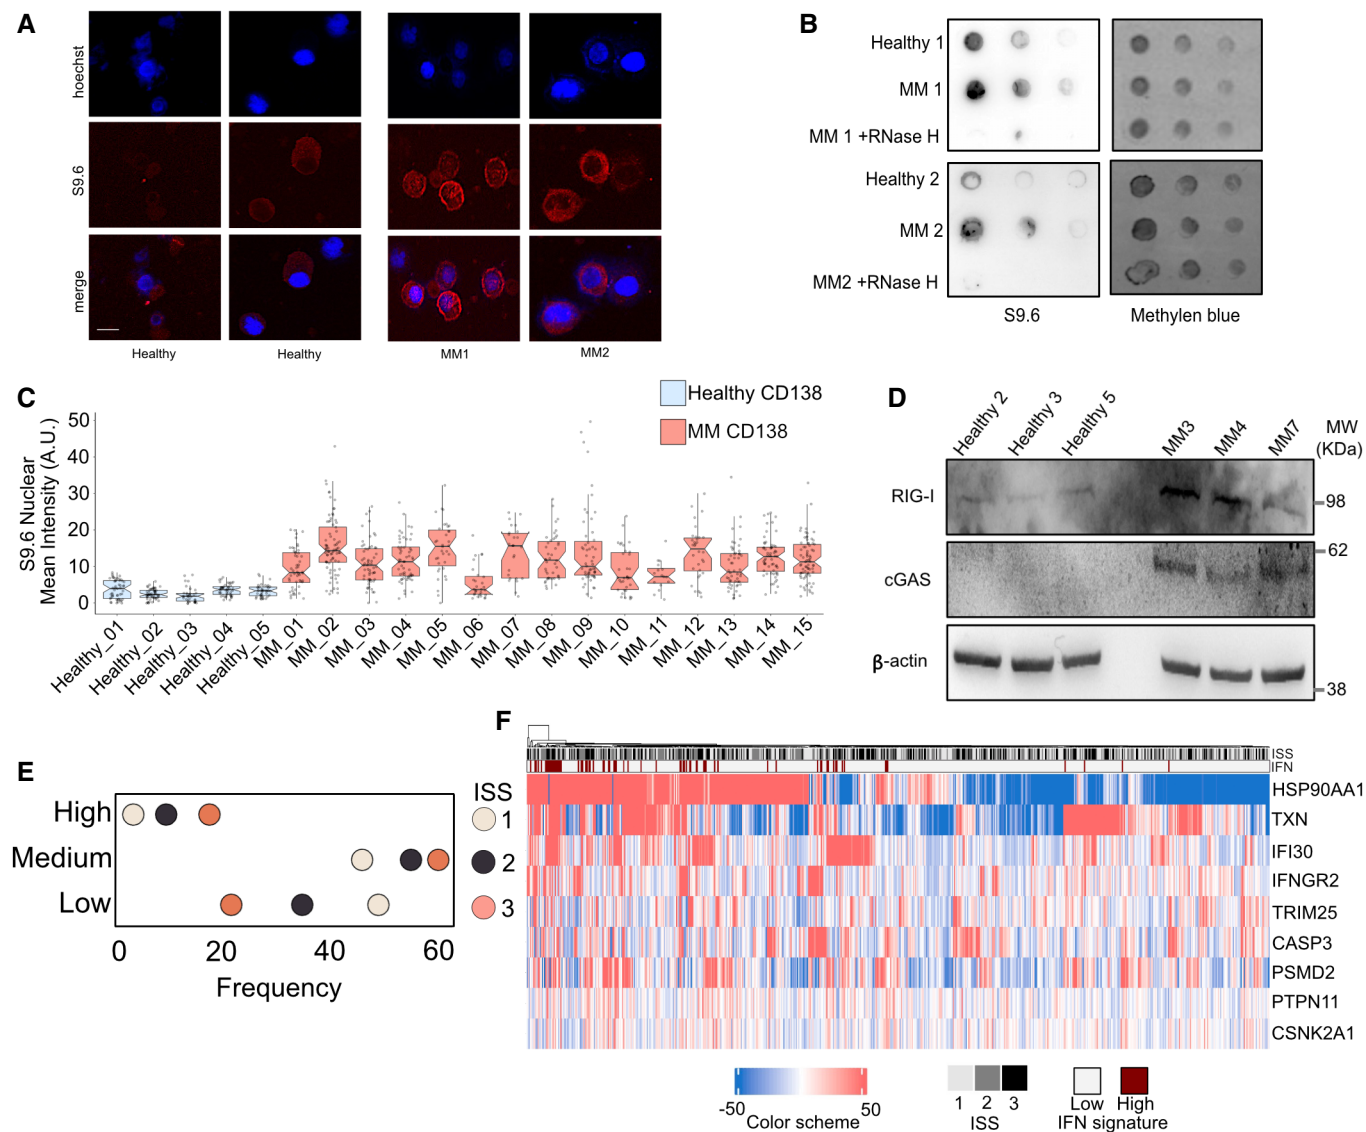 A
hoechst
S9.6
merge
Healthy
Healthy
MM1
MM2
B
Healthy 1
MM 1
MM 1 +RNase H
Healthy 2
MM 2
MM2 +RNase H
S9.6
Methylen blue
C
Healthy CD138
MM CD138
S9.6 Nuclear
Mean Intensity (A.U.)
50
40
30
20
10
0
Healthy_01
Healthy_02
Healthy_03
Healthy_04
Healthy_05
MM_01
MM_02
MM_03
MM_04
MM_05
MM_06
MM_07
MM_08
MM_09
MM_10
MM_11
MM_12
MM_13
MM_14
MM_15
D
Healthy 2
Healthy 3
Healthy 5
MM3
MM4
MM7
MW
(KDa)
RIG-I
98
62
cGAS
β-actin
38
E
High
Medium
Low
0 20 40 60
Frequency
ISS
1
2
3
F
ISS
IFN
HSP90AA1
TXN
IFI30
IFNGR2
TRIM25
CASP3
PSMD2
PTPN11
CSNK2A1
-50 50
Color scheme
1 2 3
ISS
Low High
IFN signature